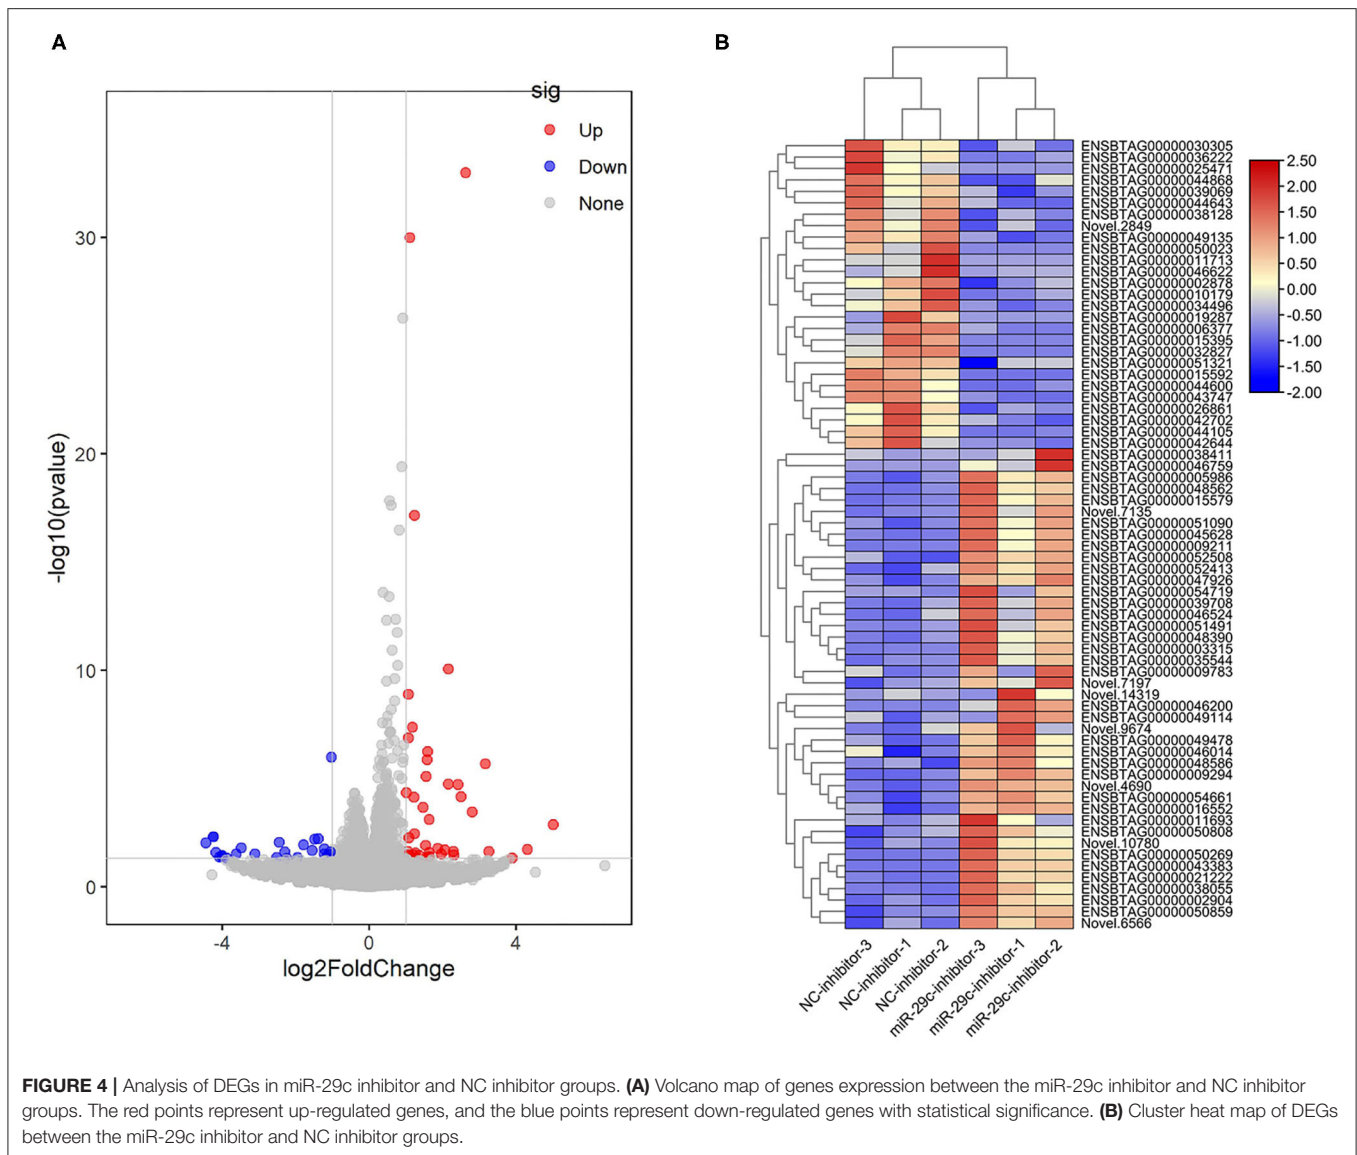 A
sig
Up
Down
None
30
20
10
0
-log10(pvalue)
-4
0
4
log2FoldChange
B
ENSBTAG00000030305
ENSBTAG00000036222
ENSBTAG00000025471
ENSBTAG00000044868
ENSBTAG00000039069
ENSBTAG00000044643
ENSBTAG00000038128
Novel.2849
ENSBTAG00000049135
ENSBTAG00000050023
ENSBTAG00000011713
ENSBTAG00000046622
ENSBTAG00000002878
ENSBTAG00000010179
ENSBTAG00000034496
ENSBTAG00000019287
ENSBTAG00000006377
ENSBTAG00000015395
ENSBTAG00000032827
ENSBTAG00000051321
ENSBTAG00000015592
ENSBTAG00000044600
ENSBTAG00000043747
ENSBTAG00000026861
ENSBTAG00000042702
ENSBTAG00000044105
ENSBTAG00000042644
ENSBTAG00000038411
ENSBTAG00000046759
ENSBTAG00000005986
ENSBTAG00000048562
ENSBTAG00000015579
Novel.7135
ENSBTAG00000051090
ENSBTAG00000045628
ENSBTAG00000009211
ENSBTAG00000052508
ENSBTAG00000052413
ENSBTAG00000047926
ENSBTAG00000054719
ENSBTAG00000039708
ENSBTAG00000046524
ENSBTAG00000051491
ENSBTAG00000048390
ENSBTAG00000003315
ENSBTAG00000035544
ENSBTAG00000009783
Novel.7197
Novel.14319
ENSBTAG00000046200
ENSBTAG00000049114
Novel.9674
ENSBTAG00000049478
ENSBTAG00000046014
ENSBTAG00000048586
ENSBTAG00000009294
Novel.4690
ENSBTAG00000054661
ENSBTAG00000016552
ENSBTAG00000011693
ENSBTAG00000050808
Novel.10780
ENSBTAG00000050269
ENSBTAG00000043383
ENSBTAG00000021222
ENSBTAG00000038055
ENSBTAG00000002904
ENSBTAG00000050859
Novel.6566
2.50
2.00
1.50
1.00
0.50
0.00
-0.50
-1.00
-1.50
-2.00
NC-inhibitor-3
NC-inhibitor-1
NC-inhibitor-2
miR-29c-inhibitor-3
miR-29c-inhibitor-1
miR-29c-inhibitor-2
FIGURE 4 | Analysis of DEGs in miR-29c inhibitor and NC inhibitor groups. (A) Volcano map of genes expression between the miR-29c inhibitor and NC inhibitor
groups. The red points represent up-regulated genes, and the blue points represent down-regulated genes with statistical significance. (B) Cluster heat map of DEGs
between the miR-29c inhibitor and NC inhibitor groups.